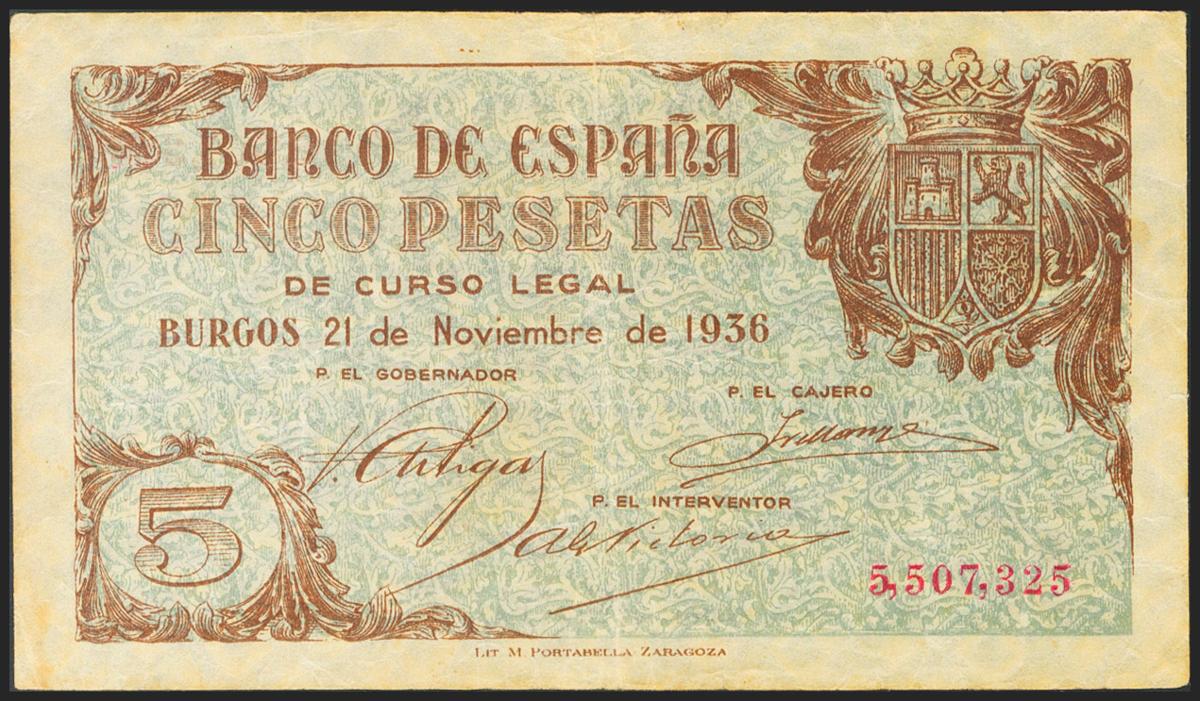 BANCO DE ESPAÑA
CINCO PESETAS
DE CURSO LEGAL
BURGOS 21 de Noviembre de 1936
P. EL GOBERNADOR
P. EL CAJERO
P. EL INTERVENTOR
5
5,507,325
LIT M. PORTABELLA ZARAGOZA